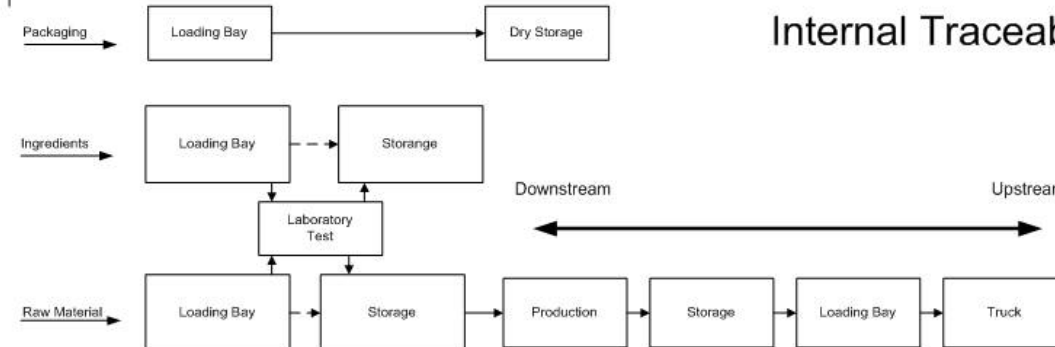 Internal Traceab
Packaging
Loading Bay
Dry Storage
Ingredients
Loading Bay
Storange
Downstream
Upstream
Laboratory
Test
Raw Material
Loading Bay
Storage
Production
Storage
Loading Bay
Truck